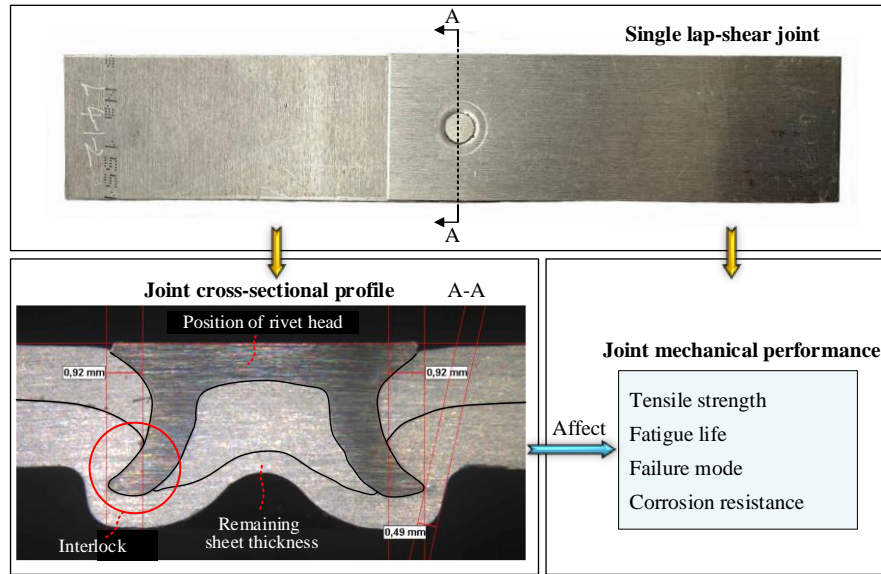 A
Single lap-shear joint
A
Joint cross-sectional profile
A-A
Position of rivet head
0,92 mm
0,92 mm
Interlock
Remaining
sheet thickness
0,49 mm
Affect
Joint mechanical performance
Tensile strength
Fatigue life
Failure mode
Corrosion resistance